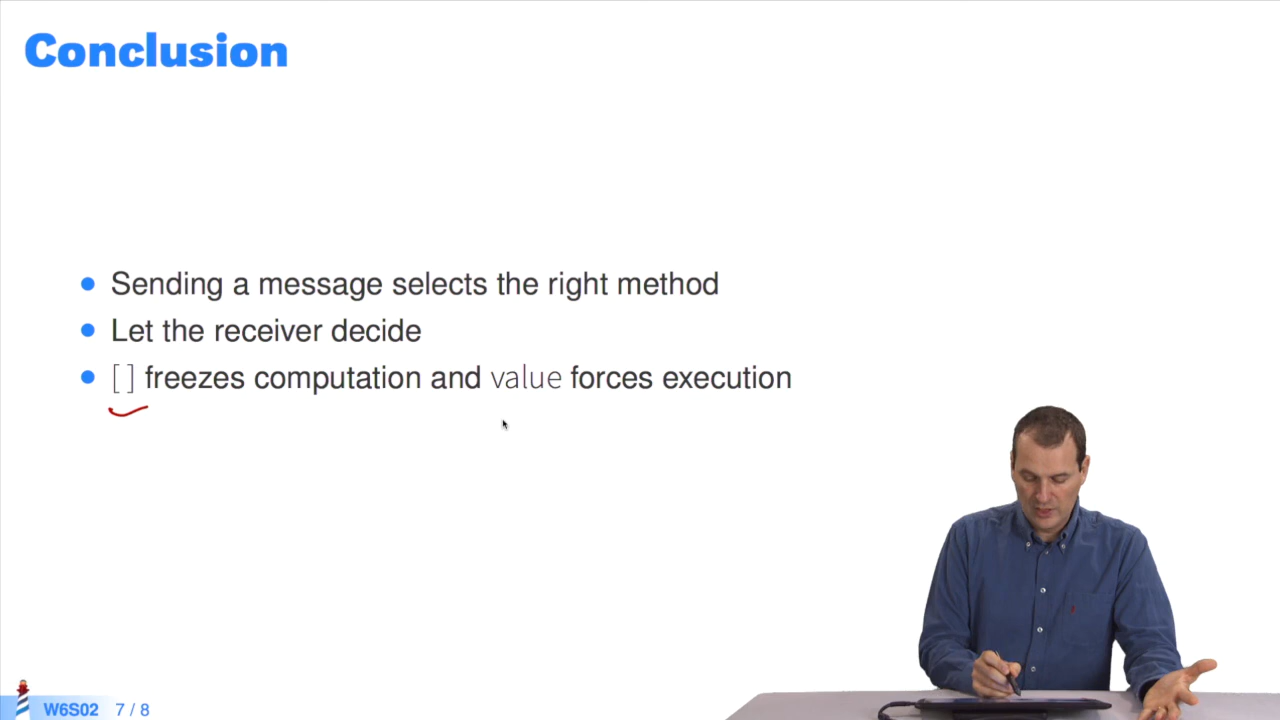 Conclusion
Sending a message selects the right method
Let the receiver decide
[ ] freezes computation and value forces execution
W6S02 7 / 8